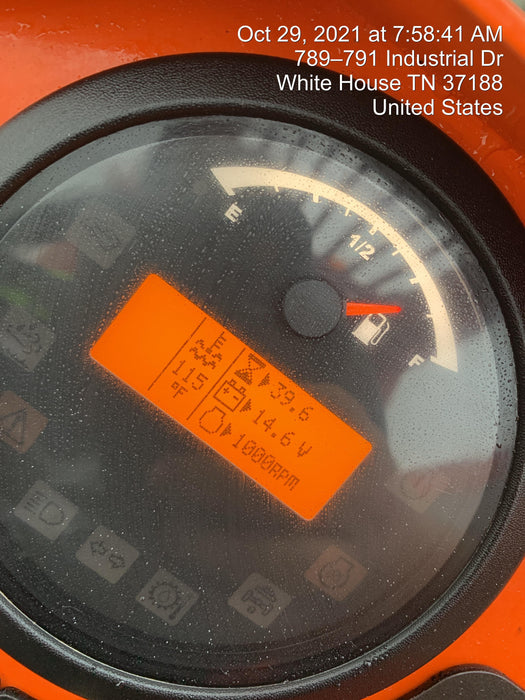 Oct 29, 2021 at 7:58:41 AM
789–791 Industrial Dr
White House TN 37188
United States
E
1/2
F
39.6
115 14.6 V
°F 1000RPM